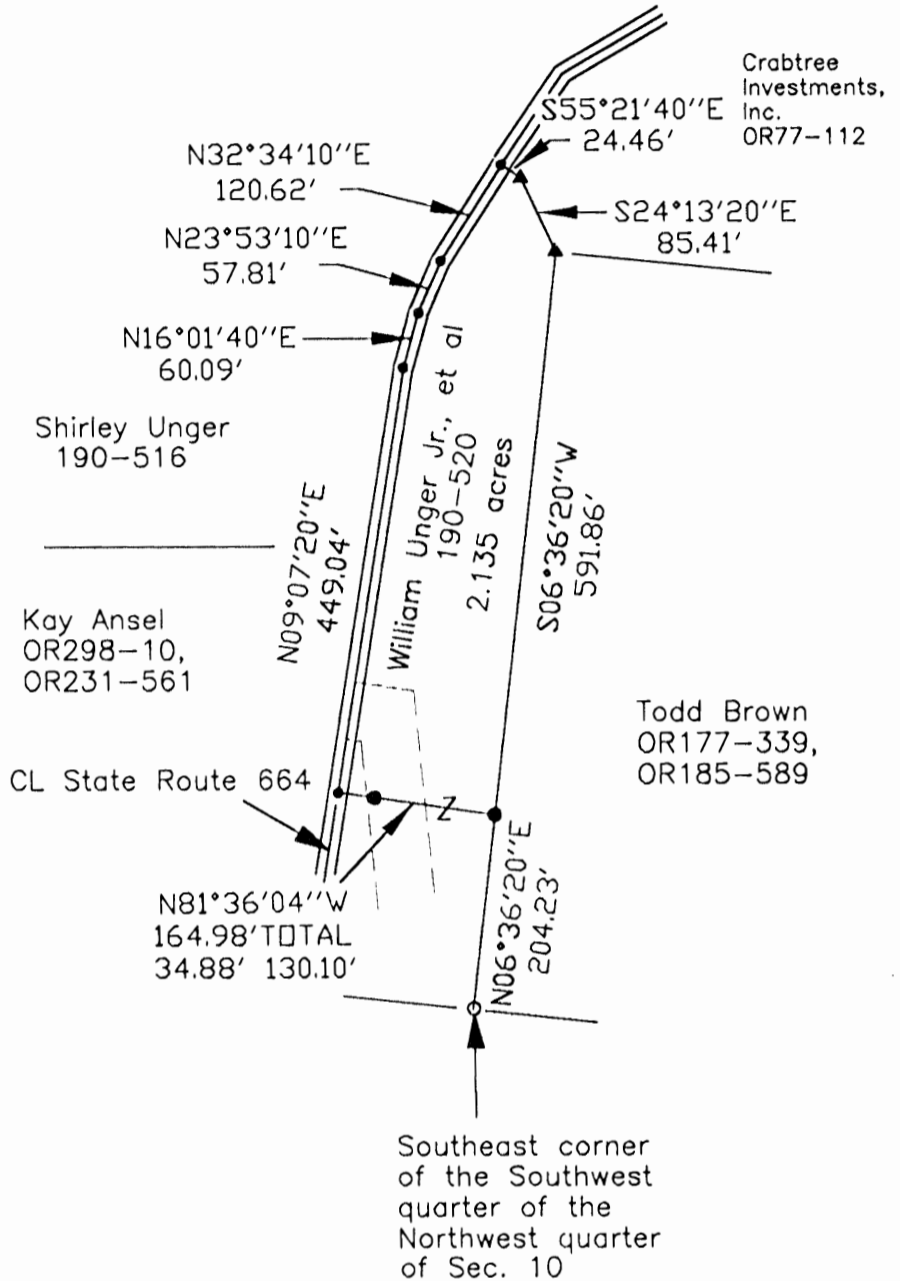 Crabtree
Investments,
Inc.
OR77-112
S55°21'40"E
24.46'
N32°34'10"E
120.62'
S24°13'20"E
85.41'
N23°53'10"E
57.81'
N16°01'40"E
60.09'
Shirley Unger
190-516
William Unger Jr., et al
190-520
2.135 acres
S06°36'20"W
591.86'
N09°07'20"E
449.04'
Kay Ansel
OR298-10,
OR231-561
Todd Brown
OR177-339,
OR185-589
CL State Route 664
Z
N81°36'04"W
164.98'TOTAL
34.88' 130.10'
N06°36'20"E
204.23'
Southeast corner
of the Southwest
quarter of the
Northwest quarter
of Sec. 10